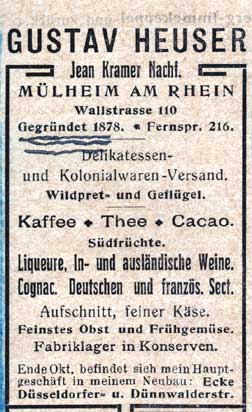 GUSTAV HEUSER
Jean Kramer Nachf.
MÜLHEIM AM RHEIN
Wallstrasse 110
Gegründet 1878. * Fernspr. 216.
Delikatessen-
und Kolonialwaren-Versand.
Wildpret- und Geflügel.
Kaffee ◆ Thee ◆ Cacao.
Südfrüchte.
Liqueure, In- und ausländische Weine.
Cognac. Deutschen und französ. Sect.
Aufschnitt, feiner Käse.
Feinstes Obst und Frühgemüse.
Fabriklager in Konserven.
Ende Okt. befindet sich mein Haupt-
geschäft in meinem Neubau: Ecke
Düsseldorfer- u. Dünnwalderstr.